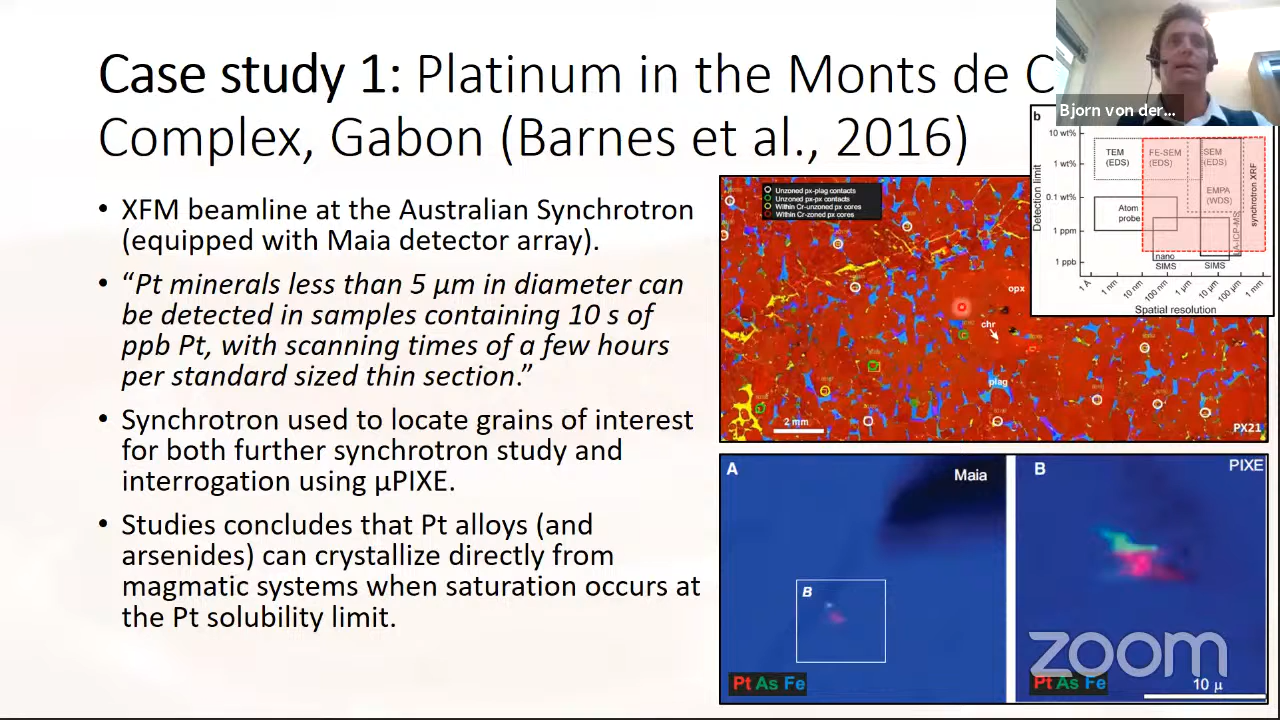 Case study 1: Platinum in the Monts de C
Complex, Gabon (Barnes et al., 2016)
Bjorn von der...
• XFM beamline at the Australian Synchrotron
(equipped with Maia detector array).
• “Pt minerals less than 5 µm in diameter can
be detected in samples containing 10 s of
ppb Pt, with scanning times of a few hours
per standard sized thin section.”
• Synchrotron used to locate grains of interest
for both further synchrotron study and
interrogation using µPIXE.
• Studies concludes that Pt alloys (and
arsenides) can crystallize directly from
magmatic systems when saturation occurs at
the Pt solubility limit.
b
Detection limit
10 wt%
1 wt%
0.1 wt%
1 ppm
1 ppb
TEM
(EDS)
FE-SEM
(EDS)
SEM
(EDS)
EMPA
(WDS)
Atom
probe
nano
SIMS
SIMS
LA-ICP-MS
synchrotron XRF
1 Å
1 nm
10 nm
100 nm
1 µm
10 µm
100 µm
1 mm
Spatial resolution
Unzoned px-plag contacts
Unzoned px-px contacts
Within Cr-unzoned px cores
Within Cr-zoned px cores
opx
chr
plag
2 mm
PX21
A
Maia
B
Pt As Fe
B
PIXE
Pt As Fe
10 µ
zoom